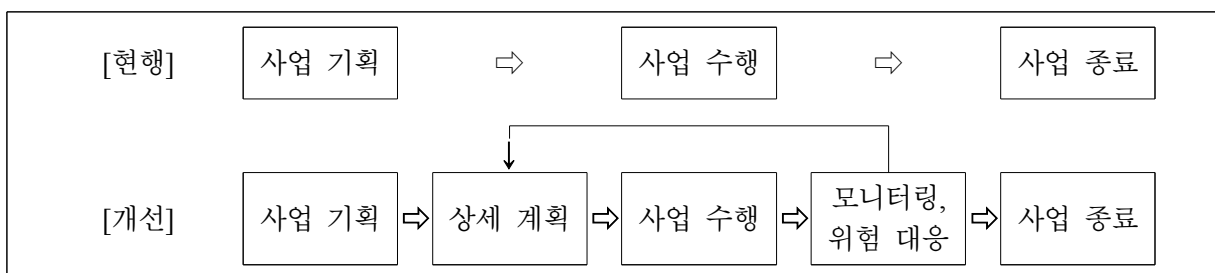 [현행] 사업 기획 ⇨ 사업 수행 ⇨ 사업 종료
[개선] 사업 기획 ⇨ 상세 계획 ⇨ 사업 수행 ⇨ 모니터링, ⇨ 사업 종료
위험 대응